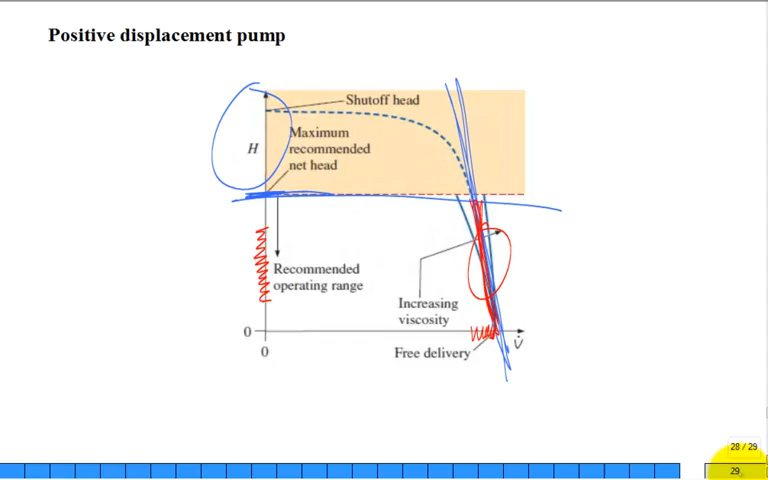 Positive displacement pump
Shutoff head
Maximum
recommended
net head
H
Recommended
operating range
Increasing
viscosity
0
0
Free delivery
V̇
28 / 29
29